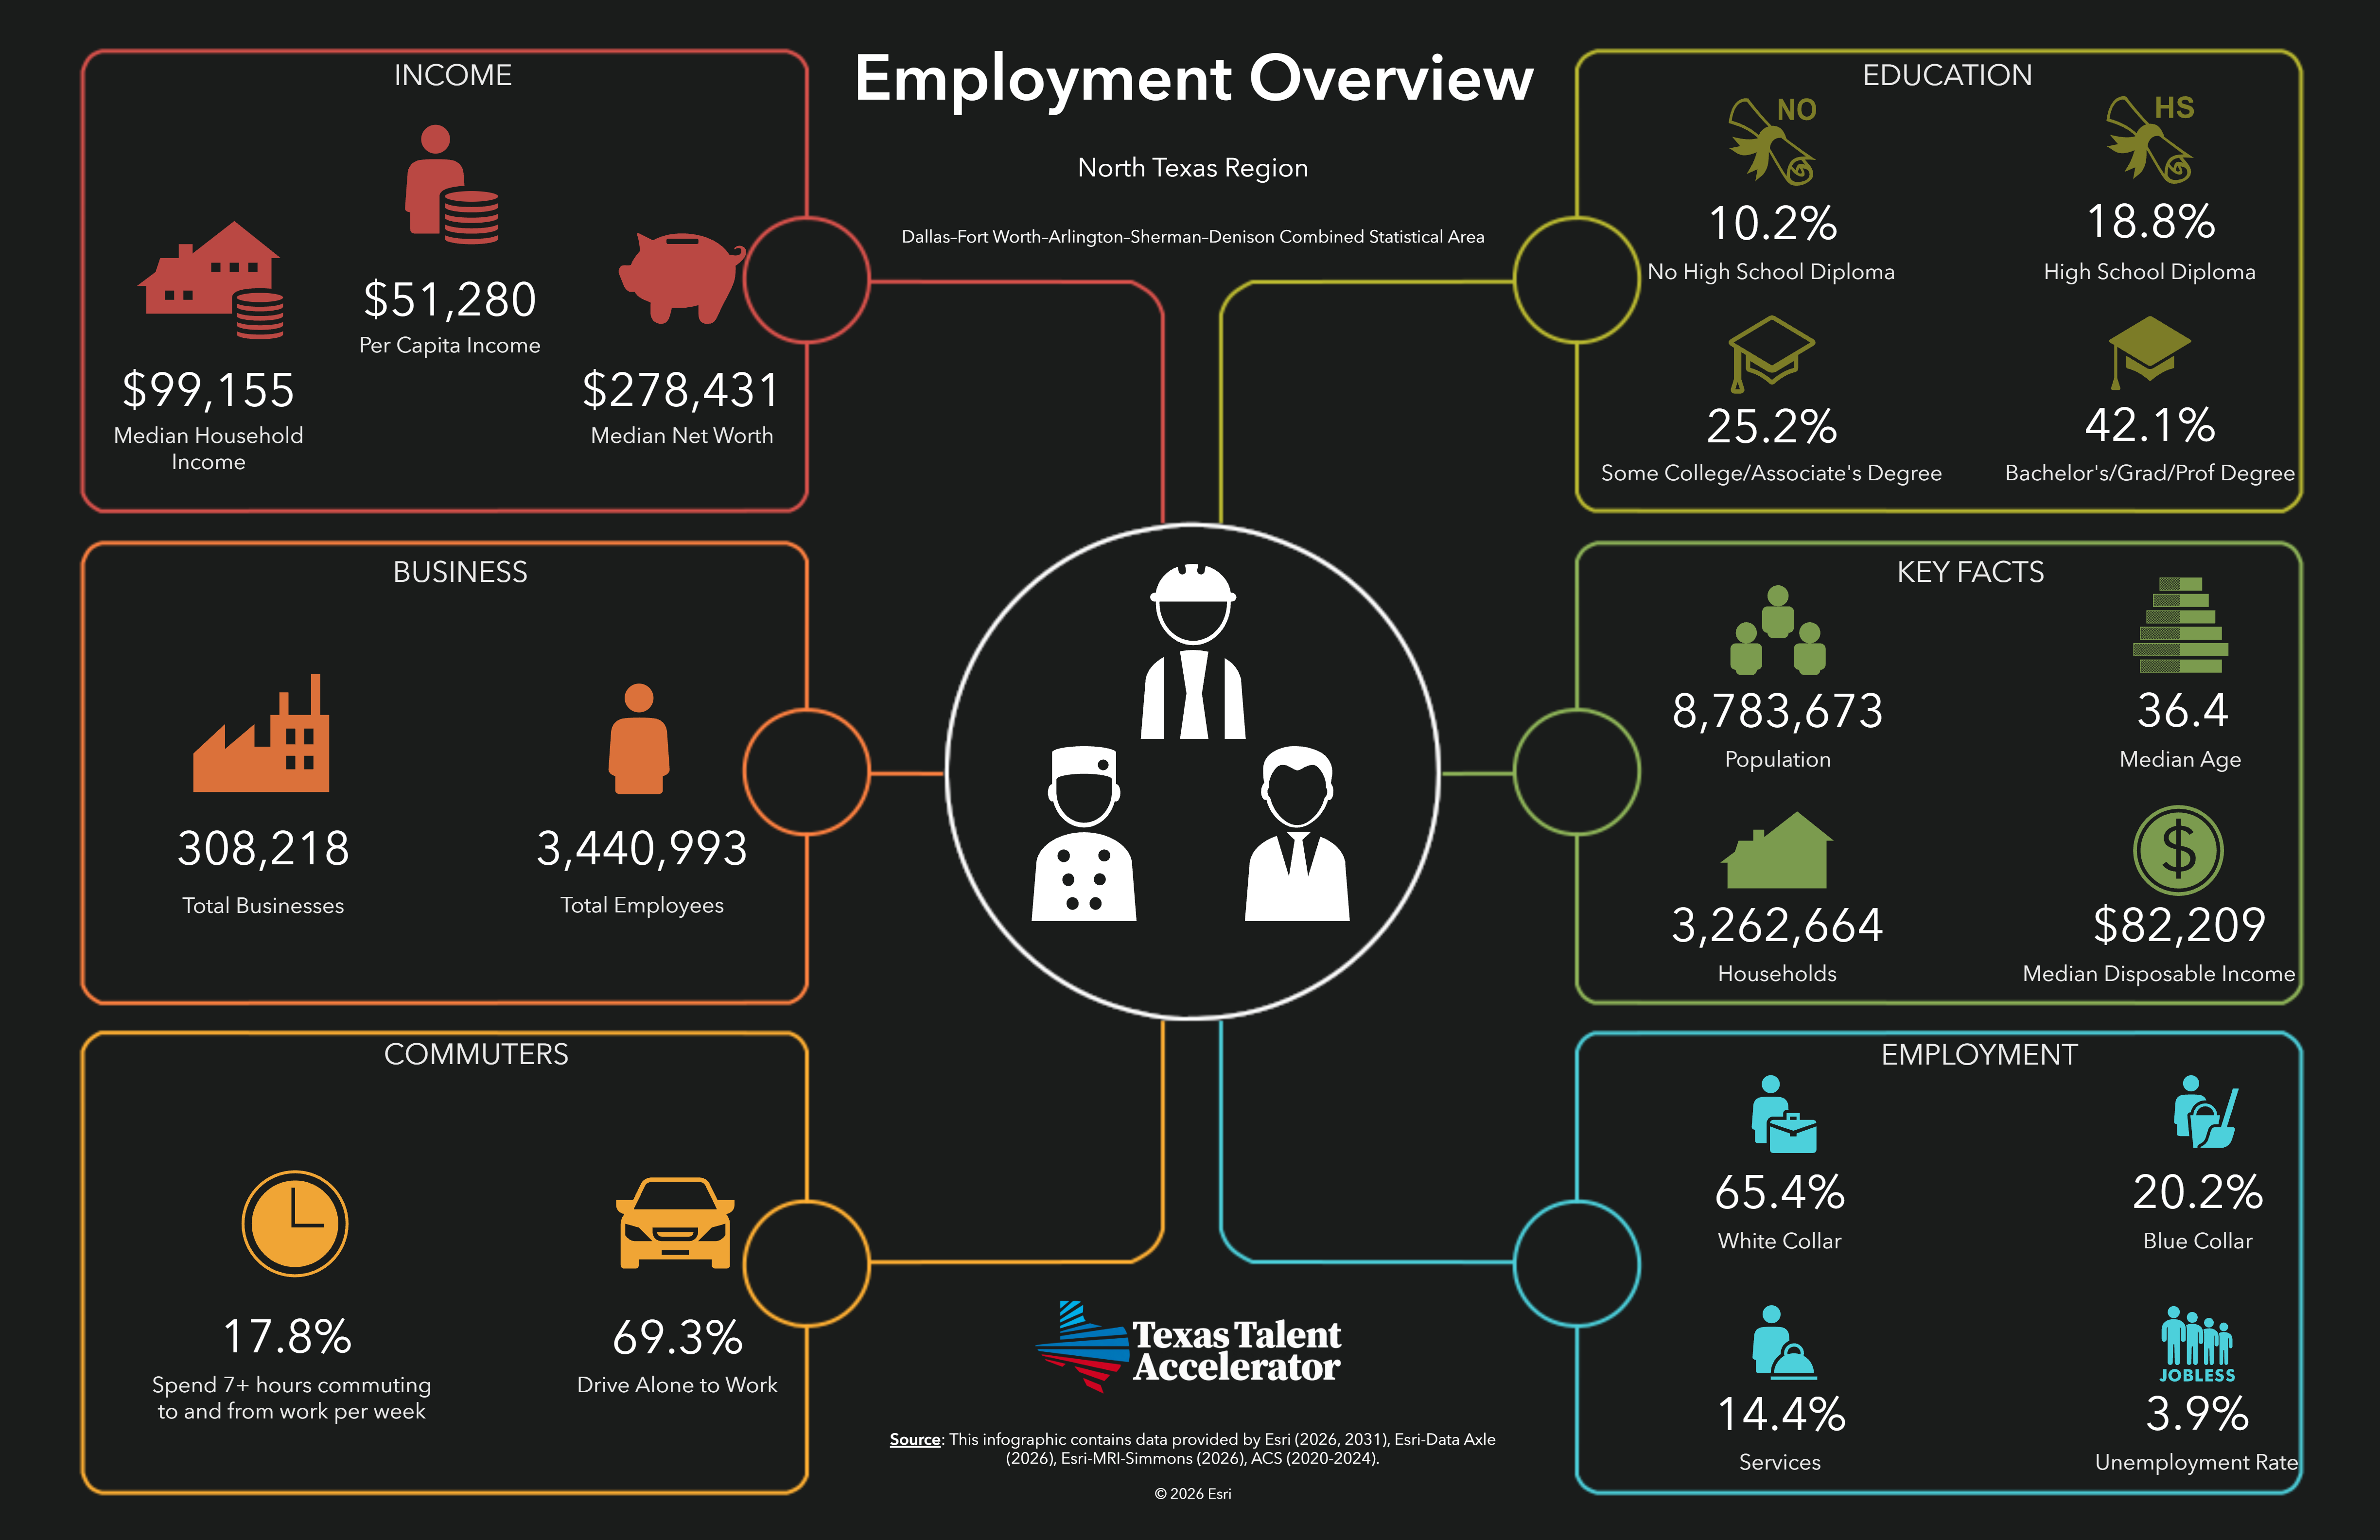 Employment Overview
North Texas Region
Dallas–Fort Worth–Arlington–Sherman–Denison Combined Statistical Area
INCOME
$51,280
Per Capita Income
$99,155
Median Household
Income
$278,431
Median Net Worth
EDUCATION
NO
10.2%
No High School Diploma
HS
18.8%
High School Diploma
25.2%
Some College/Associate's Degree
42.1%
Bachelor's/Grad/Prof Degree
BUSINESS
308,218
Total Businesses
3,440,993
Total Employees
KEY FACTS
8,783,673
Population
36.4
Median Age
3,262,664
Households
$
$82,209
Median Disposable Income
COMMUTERS
17.8%
Spend 7+ hours commuting
to and from work per week
69.3%
Drive Alone to Work
EMPLOYMENT
65.4%
White Collar
20.2%
Blue Collar
14.4%
Services
JOBLESS
3.9%
Unemployment Rate
Texas Talent
Accelerator
Source: This infographic contains data provided by Esri (2026, 2031), Esri-Data Axle
(2026), Esri-MRI-Simmons (2026), ACS (2020-2024).
© 2026 Esri